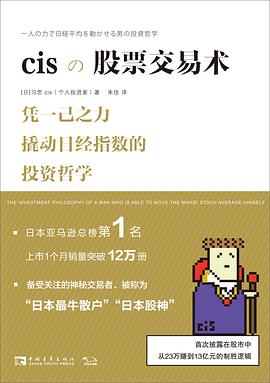 一人の力で日経平均を動かせる男の投資哲学
cis の 股票交易术
[日]习悉 cis(个人投资家)著 朱佳 译
凭一己之力
撬动日经指数的
投资哲学
THE INVESTMENT PHILOSOPHY OF A MAN WHO IS ABLE TO MOVE THE NIKKEI STOCK AVERAGE HIMSELF
日本亚马逊总榜第1名
上市1个月销量突破12万册
备受关注的神秘交易者、被称为
“日本最牛散户”“日本股神”
cis
首次披露在股市中
从23万赚到13亿元的制胜逻辑
中国青年出版社
CHINA YOUTH PRESS